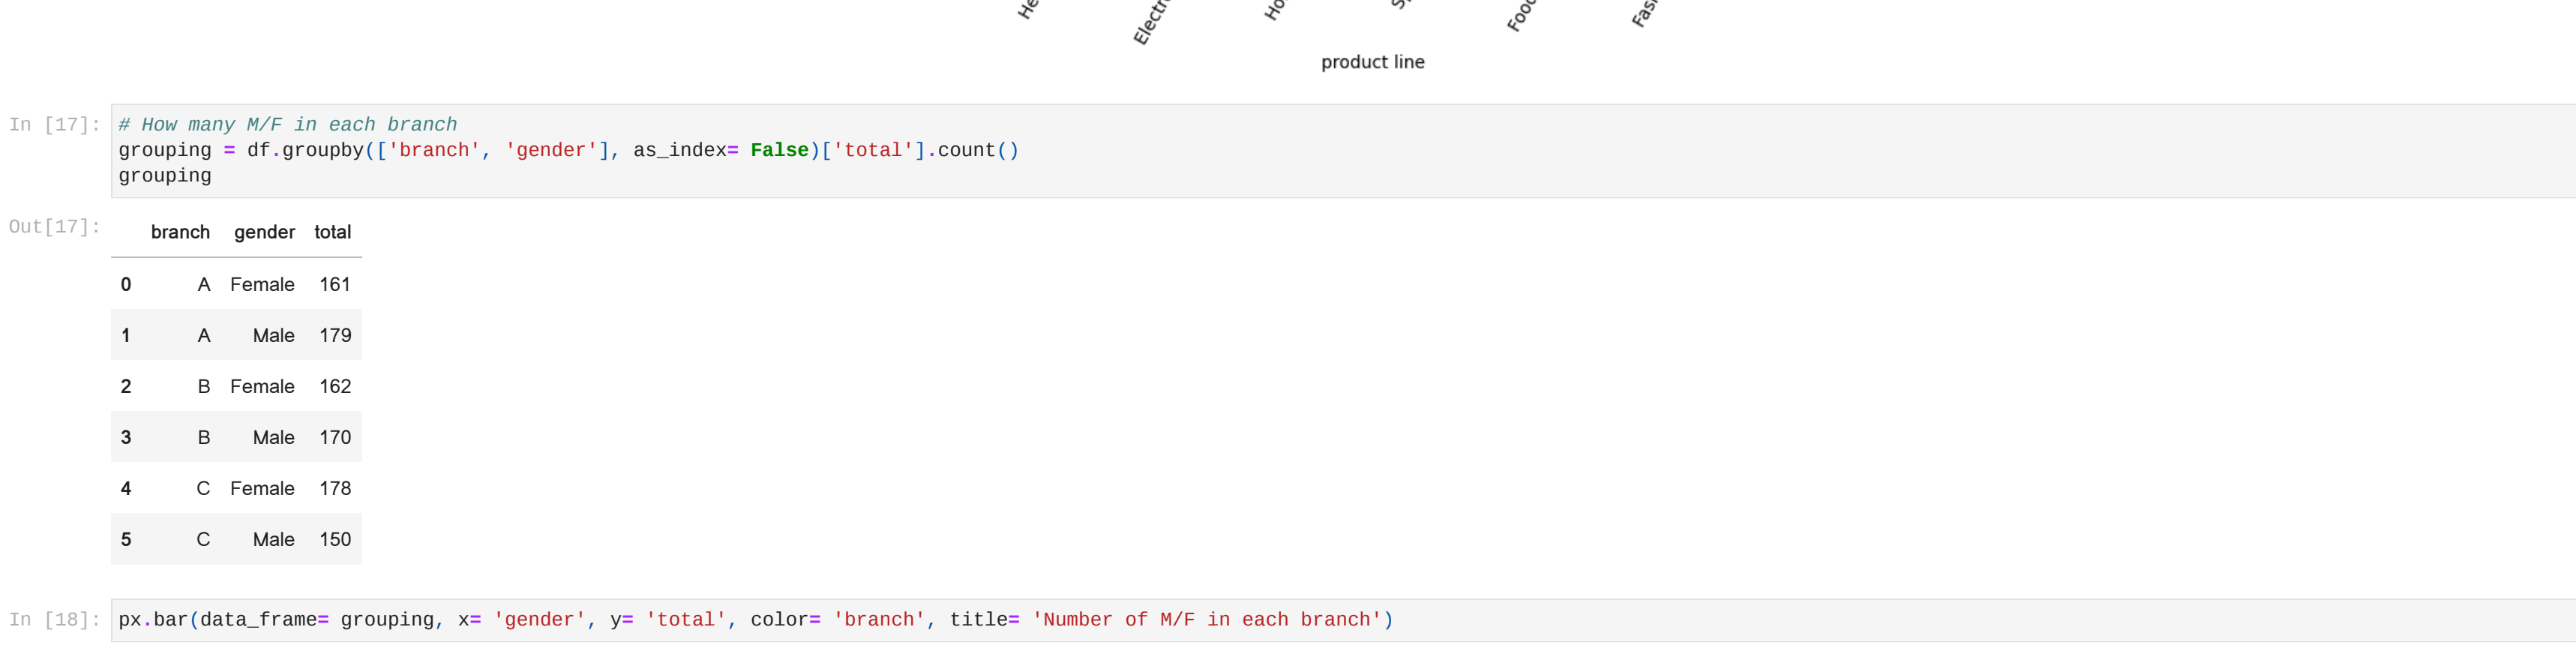 product line
In [17]:
# How many M/F in each branch
grouping = df.groupby(['branch', 'gender'], as_index= False)['total'].count()
grouping
Out[17]:
branch gender total
0 A Female 161
1 A Male 179
2 B Female 162
3 B Male 170
4 C Female 178
5 C Male 150
In [18]: px.bar(data_frame= grouping, x= 'gender', y= 'total', color= 'branch', title= 'Number of M/F in each branch')